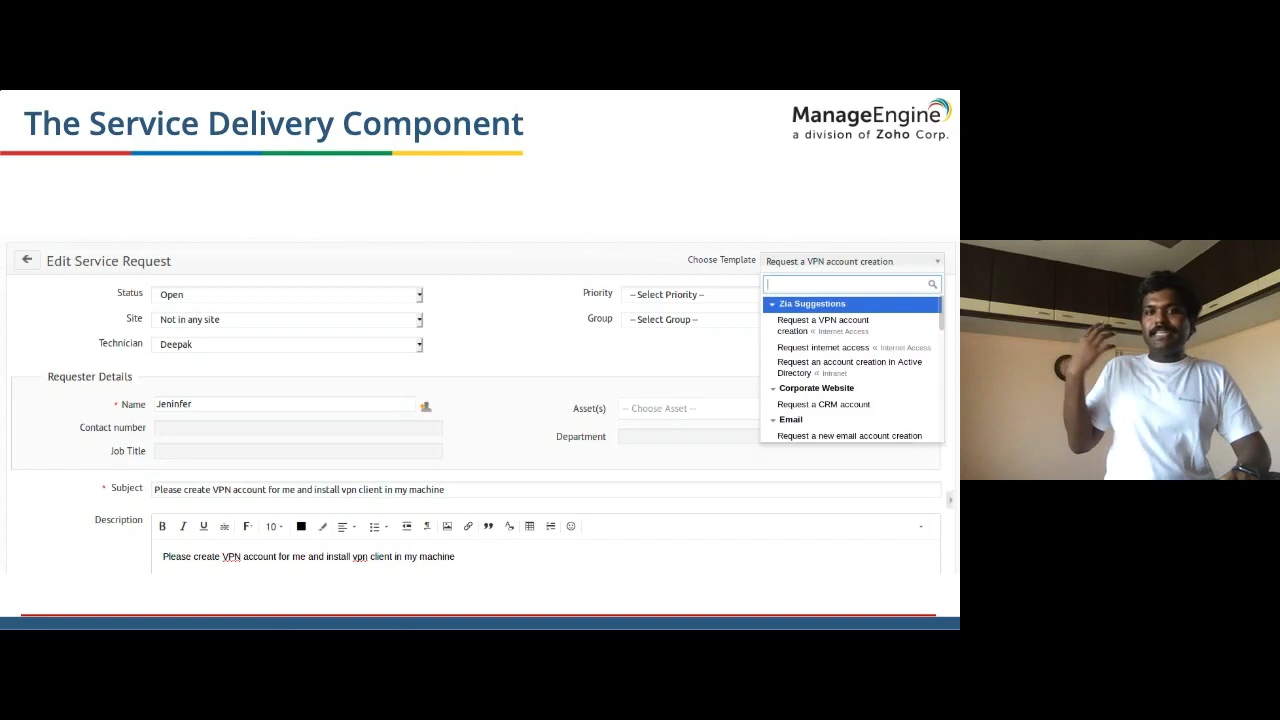 The Service Delivery Component
ManageEngine
a division of Zoho Corp.
Edit Service Request
Choose Template
Request a VPN account creation
Status
Open
Priority
-- Select Priority --
Site
Not in any site
Group
-- Select Group --
Technician
Deepak
Zia Suggestions
Request a VPN account
creation « Internet Access
Request internet access « Internet Access
Request an account creation in Active
Directory « Intranet
Corporate Website
Request a CRM account
Email
Request a new email account creation
Requester Details
* Name
Jeninfer
Asset(s)
-- Choose Asset --
Contact number
Department
Job Title
* Subject
Please create VPN account for me and install vpn client in my machine
Description
B I U abc F 10
Please create VPN account for me and install vpn client in my machine